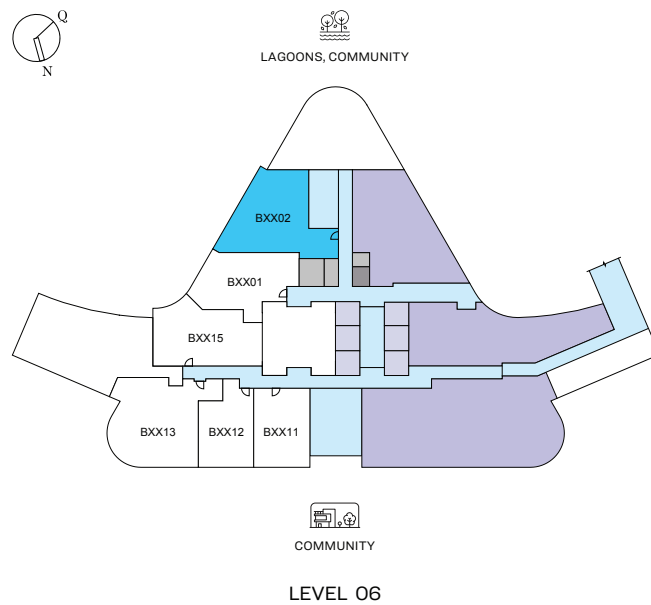 Q
N
LAGOONS, COMMUNITY
BXX02
BXX01
BXX15
BXX13
BXX12
BXX11
COMMUNITY
LEVEL 06